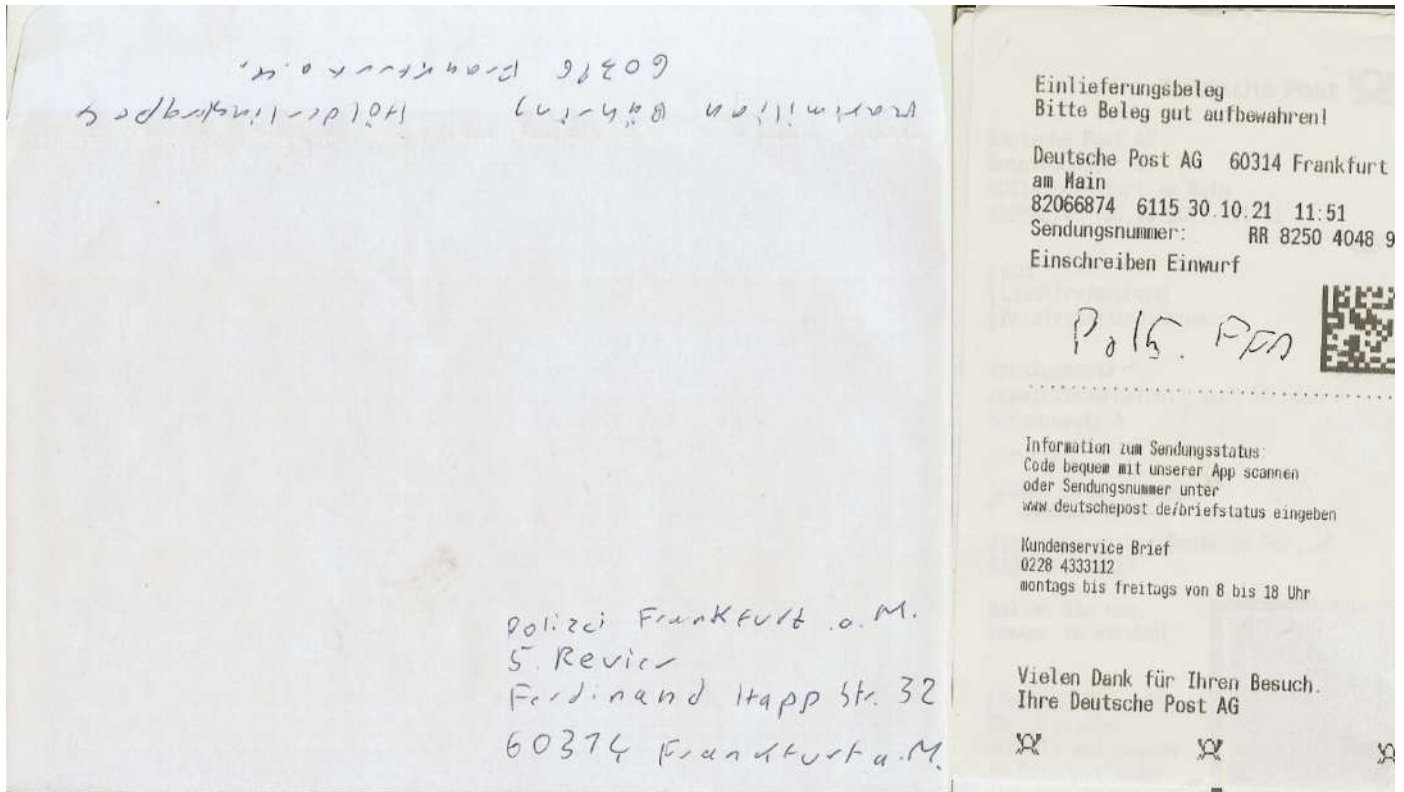 Maximilian Bähring Hölderlinstrasse 4
60316 Frankfurt a.M.
Polizei Frankfurt a.M.
5. Revier
Ferdinand Happ Str. 32
60314 Frankfurt a.M.
Einlieferungsbeleg
Bitte Beleg gut aufbewahren!
Deutsche Post AG 60314 Frankfurt
am Main
82066874 6115 30.10.21 11:51
Sendungsnummer: RR 8250 4048 9
Einschreiben Einwurf
Information zum Sendungsstatus:
Code bequem mit unserer App scannen
oder Sendungsnummer unter
www.deutschepost.de/briefstatus eingeben
Kundenservice Brief
0228 4333112
montags bis freitags von 8 bis 18 Uhr
Vielen Dank für Ihren Besuch.
Ihre Deutsche Post AG